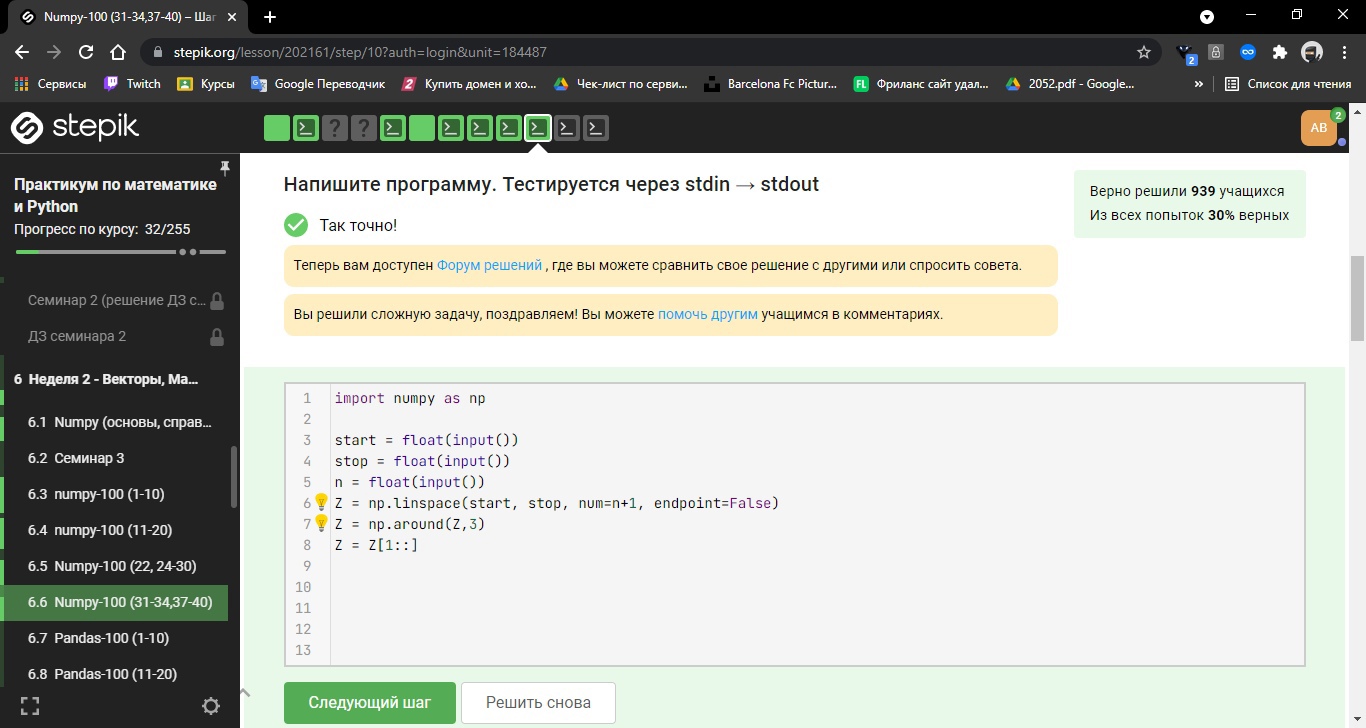 Numpy-100 (31-34,37-40) – Шаг
stepik.org/lesson/202161/step/10?auth=login&unit=184487
2
Сервисы
Twitch
Курсы
Google Переводчик
Купить домен и хо...
Чек-лист по серви...
Barcelona Fc Pictur...
FL
Фриланс сайт удал...
2052.pdf - Google...
»
Список для чтения
stepik
? ?
AB
2
Практикум по математике
и Python
Прогресс по курсу: 32/255
Семинар 2 (решение ДЗ с...
ДЗ семинара 2
6 Неделя 2 - Векторы, Ма...
6.1 Numpy (основы, справ...
6.2 Семинар 3
6.3 numpy-100 (1-10)
6.4 numpy-100 (11-20)
6.5 Numpy-100 (22, 24-30)
6.6 Numpy-100 (31-34,37-40)
6.7 Pandas-100 (1-10)
6.8 Pandas-100 (11-20)
Напишите программу. Тестируется через stdin → stdout
Так точно!
Теперь вам доступен Форум решений , где вы можете сравнить свое решение с другими или спросить совета.
Вы решили сложную задачу, поздравляем! Вы можете помочь другим учащимся в комментариях.
Верно решили 939 учащихся
Из всех попыток 30% верных
1 import numpy as np
2
3 start = float(input())
4 stop = float(input())
5 n = float(input())
6 Z = np.linspace(start, stop, num=n+1, endpoint=False)
7 Z = np.around(Z,3)
8 Z = Z[1::]
9
10
11
12
13
Следующий шаг
Решить снова